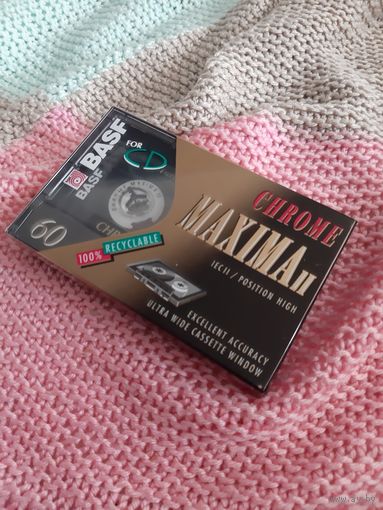 BASF
BASF
FOR
CD
60
100% RECYCLABLE
CHROME
MAXIMA II
IECII / POSITION HIGH
EXCELLENT ACCURACY
ULTRA WIDE CASSETTE WINDOW